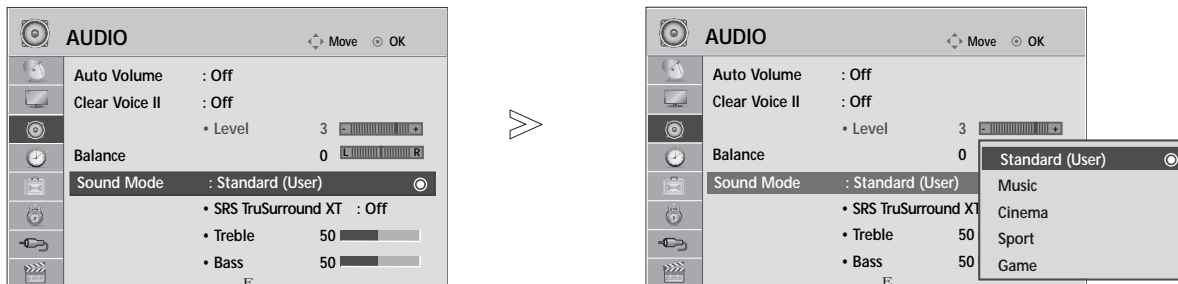 AUDIO Move OK
Auto Volume : Off
Clear Voice II : Off
• Level 3 - +
Balance 0 L R
Sound Mode : Standard (User)
• SRS TruSurround XT : Off
• Treble 50
• Bass 50
E
>
AUDIO Move OK
Auto Volume : Off
Clear Voice II : Off
• Level 3 - +
Balance 0
Sound Mode : Standard (User)
• SRS TruSurround XT
• Treble 50
• Bass 50
E
Standard (User)
Music
Cinema
Sport
Game